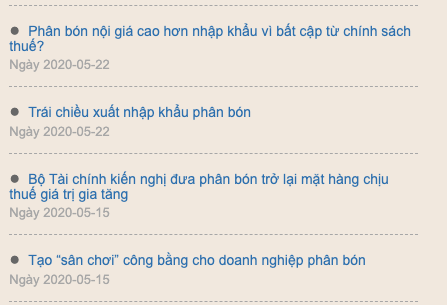 Phân bón nội giá cao hơn nhập khẩu vì bất cập từ chính sách
thuế?
Ngày 2020-05-22
Trái chiều xuất nhập khẩu phân bón
Ngày 2020-05-22
Bộ Tài chính kiến nghị đưa phân bón trở lại mặt hàng chịu
thuế giá trị gia tăng
Ngày 2020-05-15
Tạo “sân chơi” công bằng cho doanh nghiệp phân bón
Ngày 2020-05-15